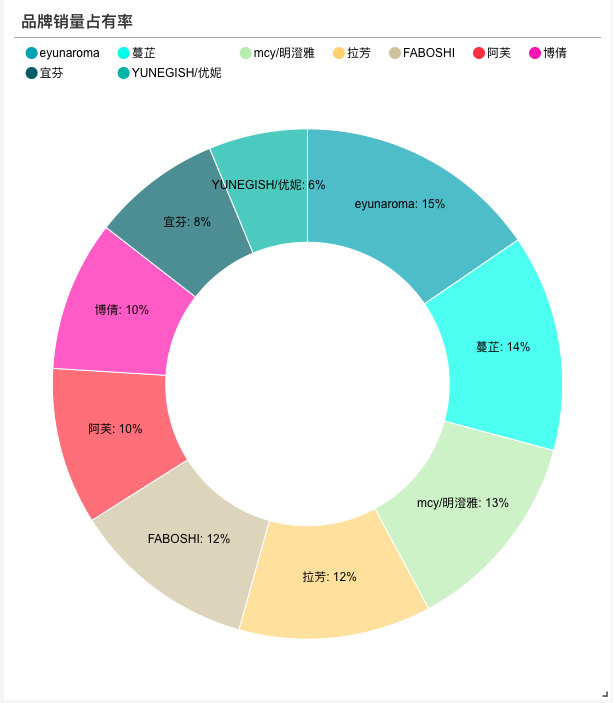 品牌销量占有率
eyunaroma 蔓芷 mcy/明澄雅 拉芳 FABOSHI 阿芙 博倩
宜芬 YUNEGISH/优妮
YUNEGISH/优妮: 6%
eyunaroma: 15%
宜芬: 8%
博倩: 10%
蔓芷: 14%
阿芙: 10%
mcy/明澄雅: 13%
FABOSHI: 12%
拉芳: 12%